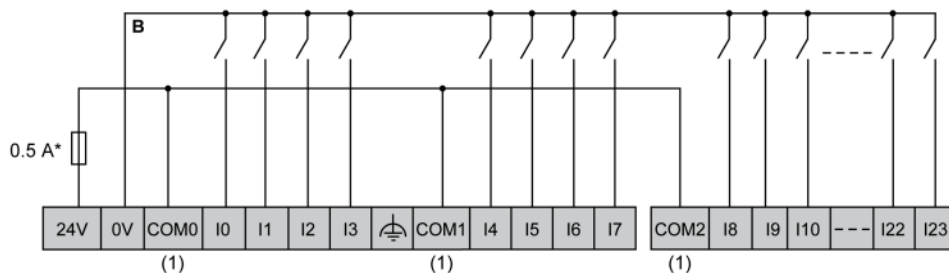 B
0.5 A*
24V 0V COM0 I0 I1 I2 I3 COM1 I4 I5 I6 I7 COM2 I8 I9 I10 --- I22 I23
(1) (1) (1)